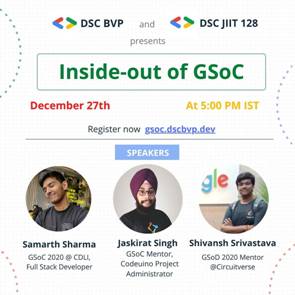 DSC BVP and DSC JIIT 128
presents
Inside-out of GSoC
December 27th At 5:00 PM IST
Register now gsoc.dscbvp.dev
SPEAKERS
gle
Samarth Sharma
GSoC 2020 @ CDLI,
Full Stack Developer
Jaskirat Singh
GSoC Mentor,
Codeuino Project
Administrator
Shivansh Srivastava
GSoD 2020 Mentor
@Circuitverse